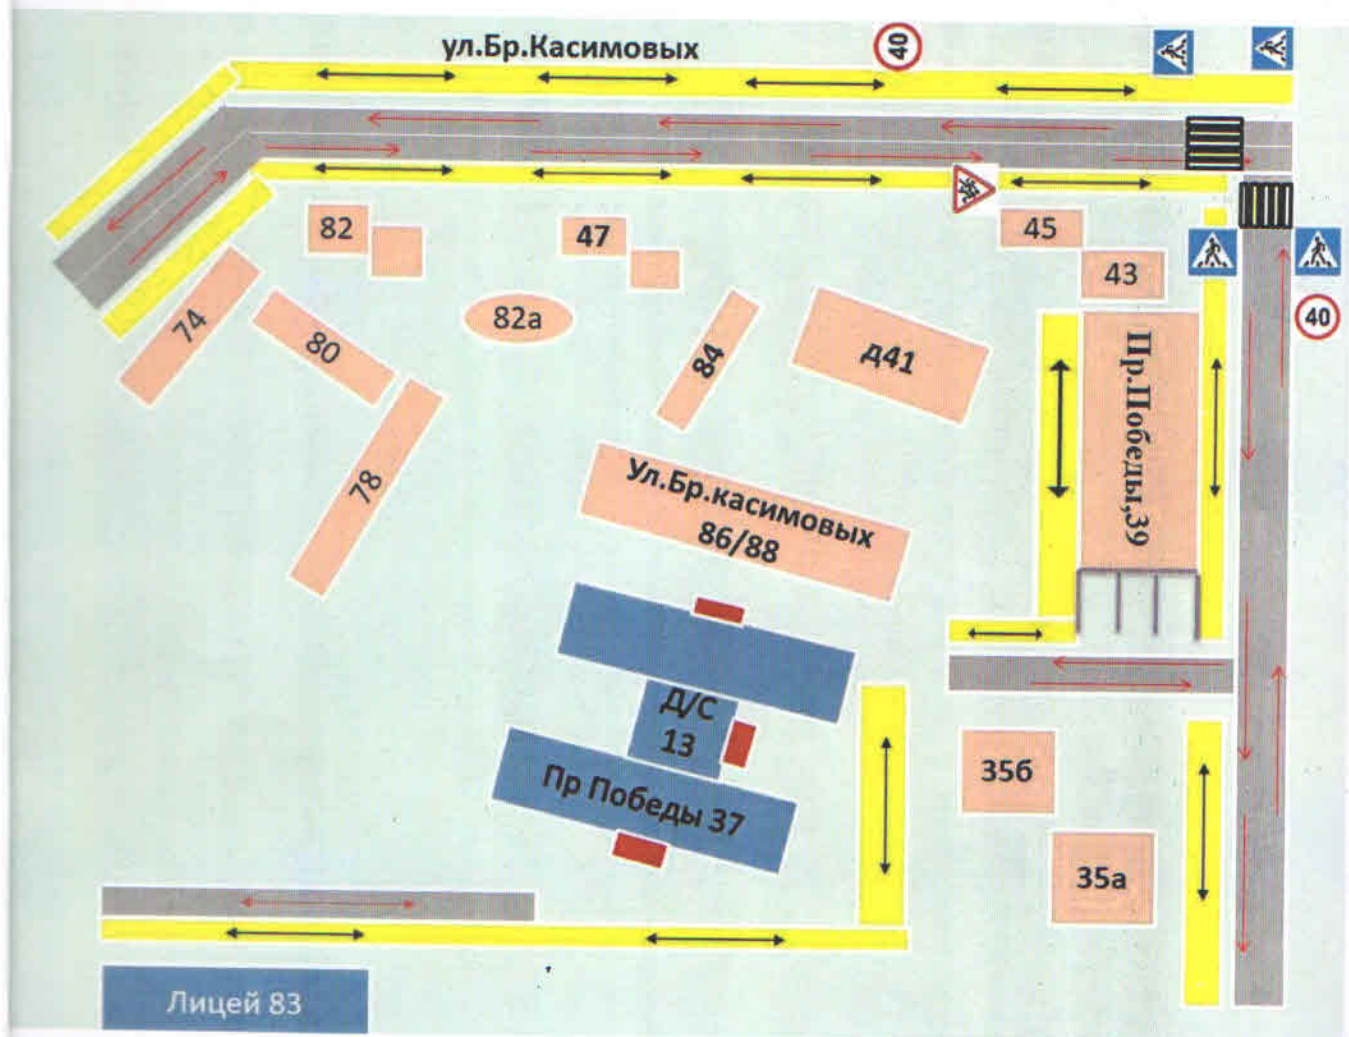 ул.Бр.Касимовых
40
82
47
45
43
40
74
80
82а
84
д41
Пр.Победы,39
78
Ул.Бр.касимовых
86/88
Д/С
13
Пр Победы 37
35б
35а
Лицей 83